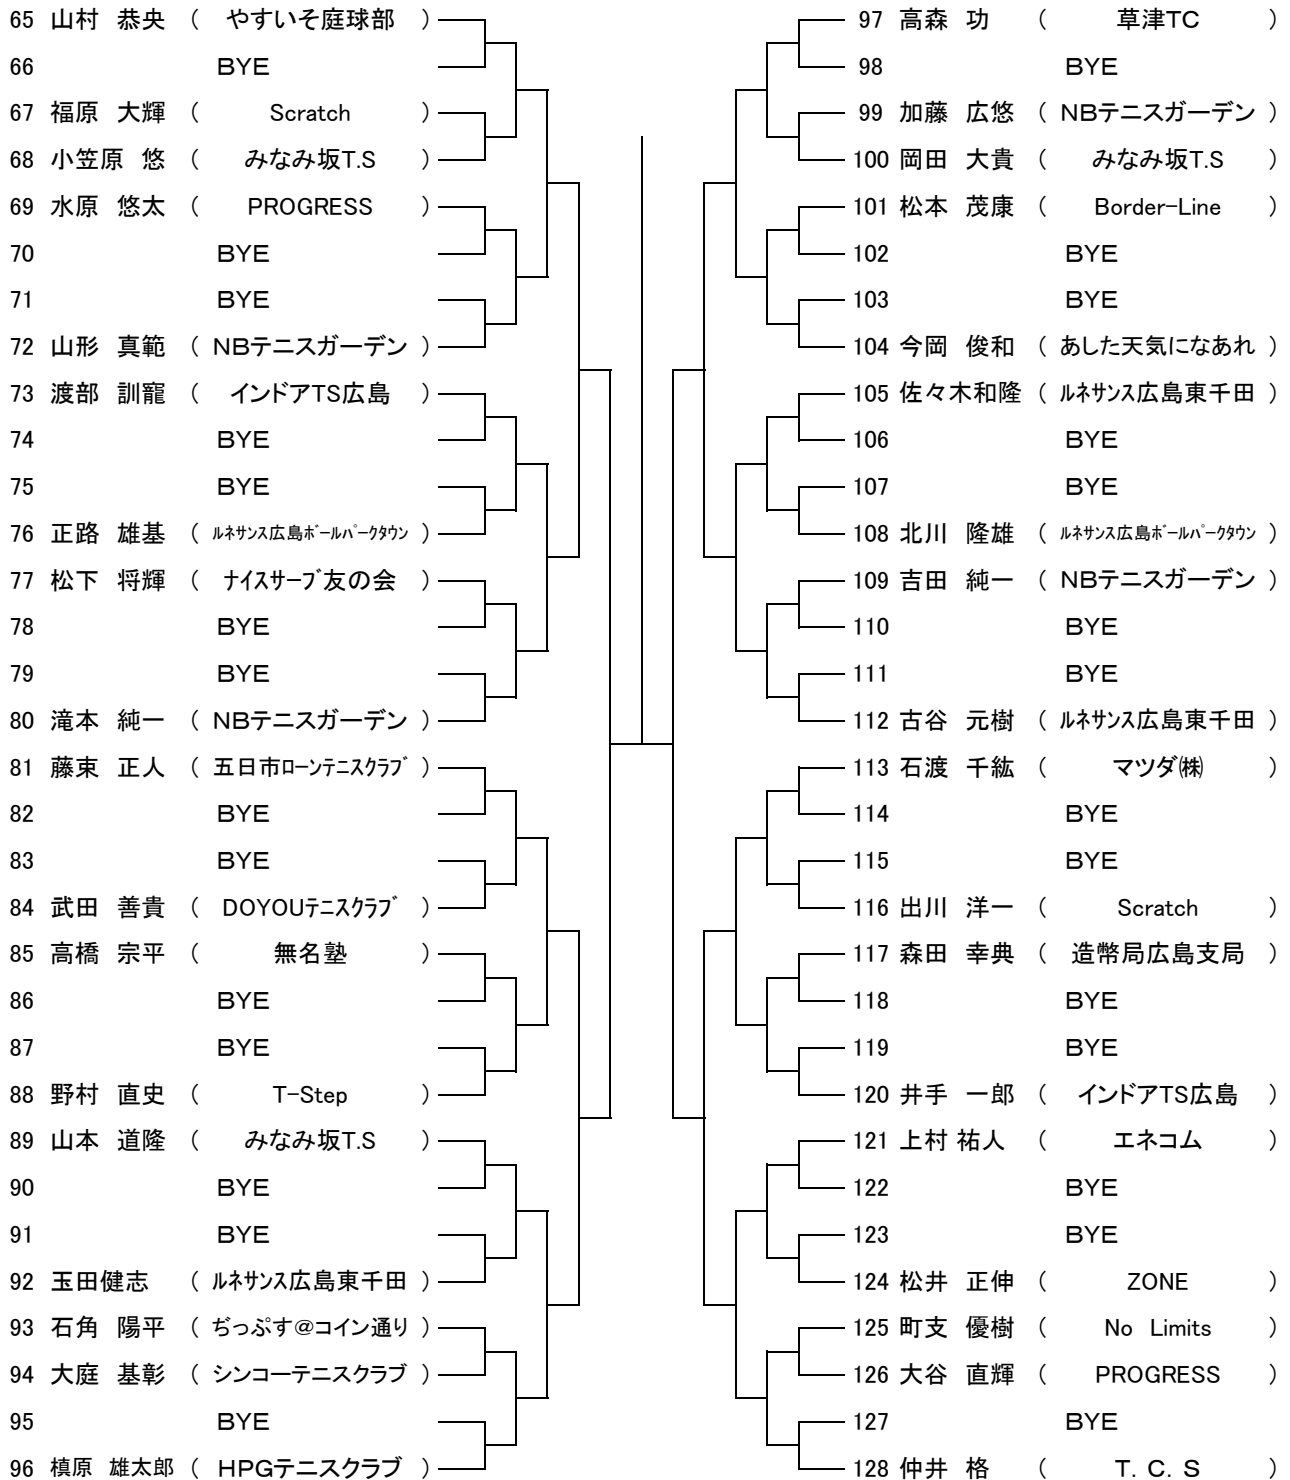 65 山村 恭央 ( やすいそ庭球部 )
66 BYE
67 福原 大輝 ( Scratch )
68 小笠原 悠 ( みなみ坂T.S )
69 水原 悠太 ( PROGRESS )
70 BYE
71 BYE
72 山形 真範 ( NBテニスガーデン )
73 渡部 訓寵 ( インドアTS広島 )
74 BYE
75 BYE
76 正路 雄基 ( ﾙﾈｻﾝｽ広島ﾎﾞｰﾙﾊﾟｰｸﾀｳﾝ )
77 松下 将輝 ( ナイスサーブ友の会 )
78 BYE
79 BYE
80 滝本 純一 ( NBテニスガーデン )
81 藤束 正人 ( 五日市ローンテニスクラブ )
82 BYE
83 BYE
84 武田 善貴 ( DOYOUテニスクラブ )
85 高橋 宗平 ( 無名塾 )
86 BYE
87 BYE
88 野村 直史 ( T-Step )
89 山本 道隆 ( みなみ坂T.S )
90 BYE
91 BYE
92 玉田健志 ( ルネサンス広島東千田 )
93 石角 陽平 ( ぢっぷす@コイン通り )
94 大庭 基彰 ( シンコーテニスクラブ )
95 BYE
96 槙原 雄太郎 ( HPGテニスクラブ )
97 高森 功 ( 草津TC )
98 BYE
99 加藤 広悠 ( NBテニスガーデン )
100 岡田 大貴 ( みなみ坂T.S )
101 松本 茂康 ( Border-Line )
102 BYE
103 BYE
104 今岡 俊和 ( あした天気になあれ )
105 佐々木和隆 ( ルネサンス広島東千田 )
106 BYE
107 BYE
108 北川 隆雄 ( ﾙﾈｻﾝｽ広島ﾎﾞｰﾙﾊﾟｰｸﾀｳﾝ )
109 吉田 純一 ( NBテニスガーデン )
110 BYE
111 BYE
112 古谷 元樹 ( ルネサンス広島東千田 )
113 石渡 千紘 ( マツダ㈱ )
114 BYE
115 BYE
116 出川 洋一 ( Scratch )
117 森田 幸典 ( 造幣局広島支局 )
118 BYE
119 BYE
120 井手 一郎 ( インドアTS広島 )
121 上村 祐人 ( エネコム )
122 BYE
123 BYE
124 松井 正伸 ( ZONE )
125 町支 優樹 ( No Limits )
126 大谷 直輝 ( PROGRESS )
127 BYE
128 仲井 格 ( T.C.S )